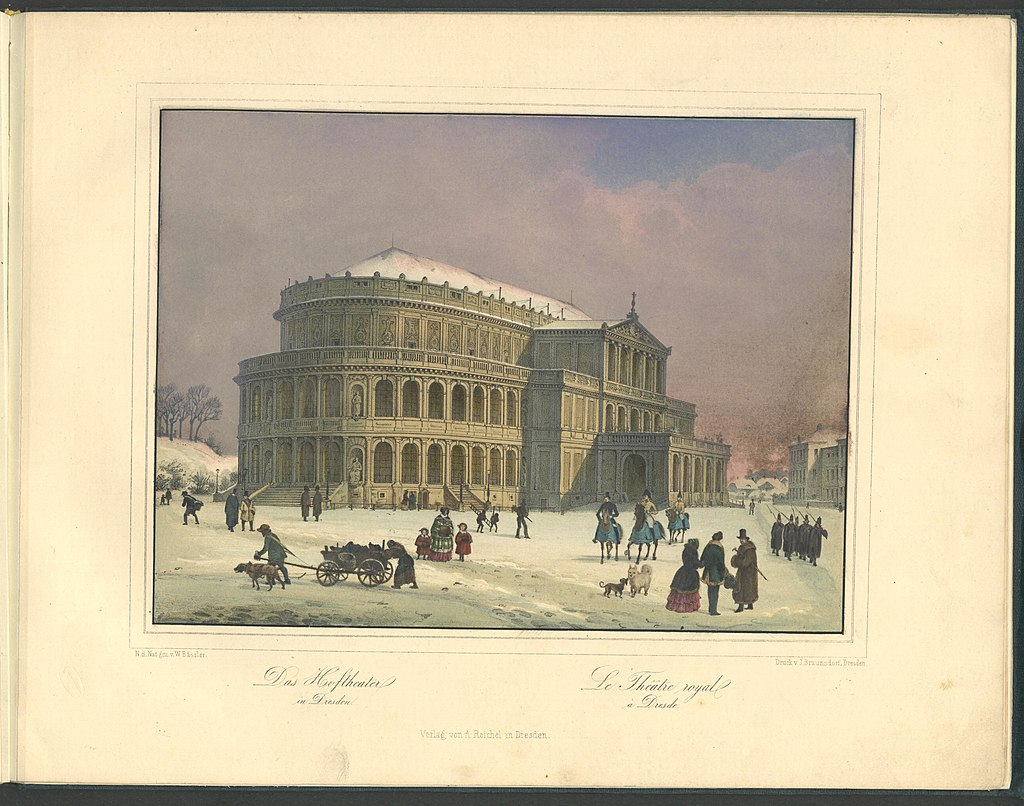 N. d. Nat. gez. v. W. Bässler.
Druck v. J. Braunsdorf, Dresden
Das Hoftheater
in Dresden.
Le Théâtre royal
à Dresde
Verlag von A. Reichel in Dresden.